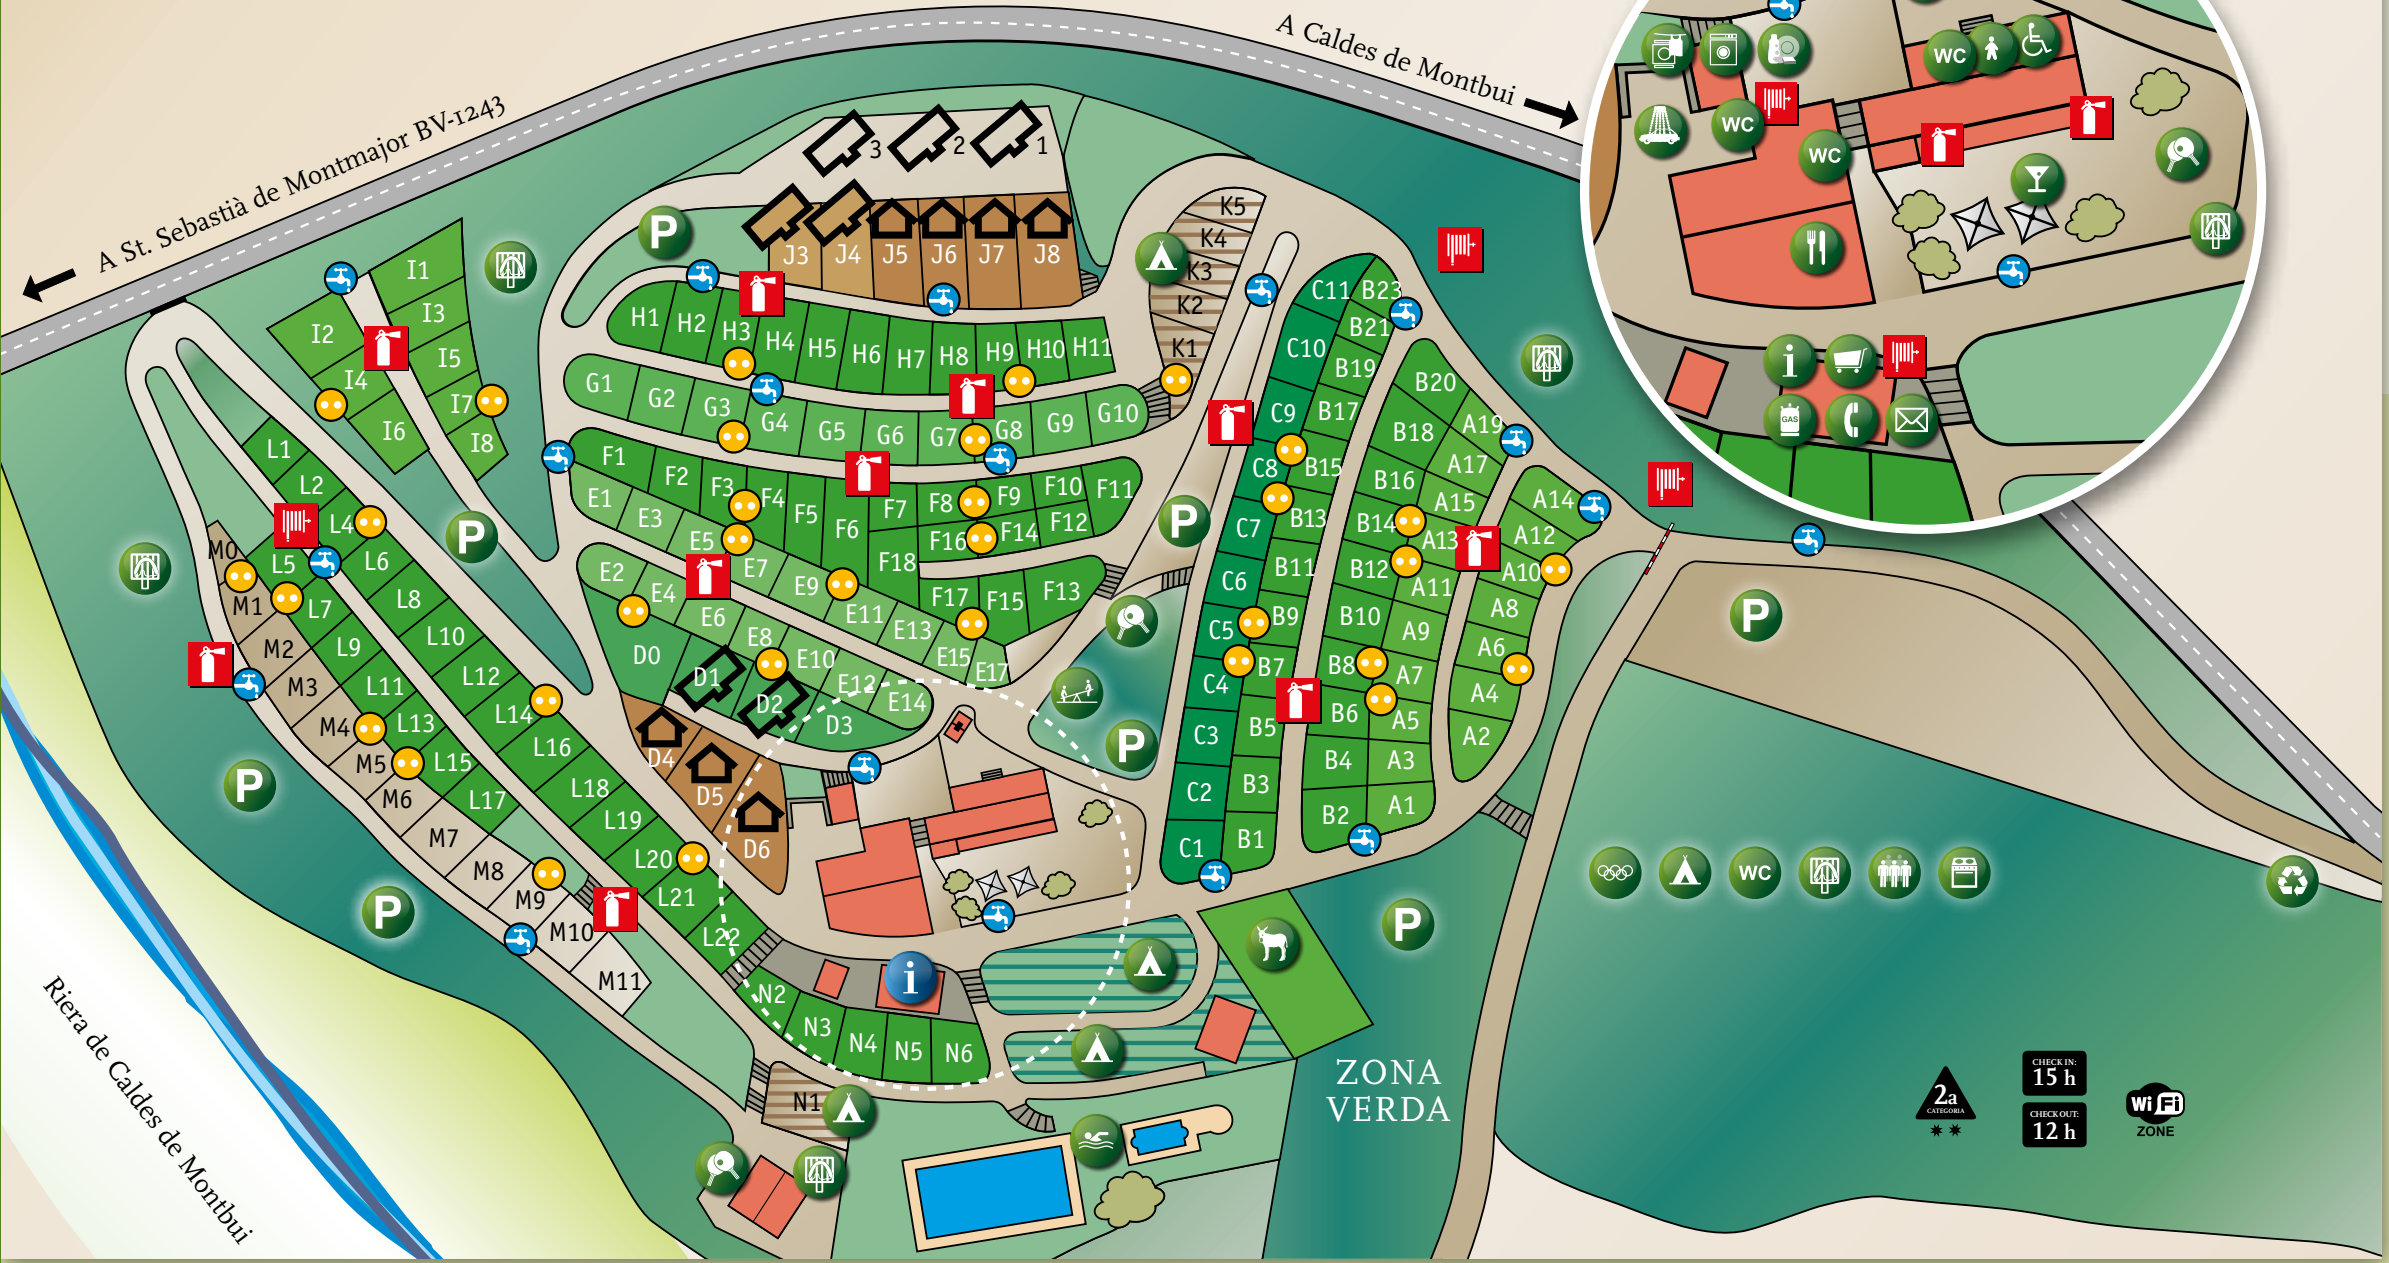 A St. Sebastià de Montmajor BV-1243
A Caldes de Montbui
Riera de Caldes de Montbui
3 2 1
J3 J4 J5 J6 J7 J8
P
K5
K4
K3
K2
K1
I1
I2 I3
I4 I5
I6 I7
I8
H1 H2 H3 H4 H5 H6 H7 H8 H9 H10 H11
G1 G2 G3 G4 G5 G6 G7 G8 G9 G10
F1 F2 F3 F4 F5 F6 F7 F8 F9 F10 F11
F12 F14 F16 F18
F13 F15 F17
E1 E3 E5 E7 E9 E11 E13 E15 E17
E2 E4 E6 E8 E10 E12 E14
D0 D1 D2 D3
D4 D5 D6
C11
C10
C9
C8
C7
C6
C5
C4
C3
C2
C1
B23
B21
B19
B17
B15
B13
B11
B9
B7
B5
B3
B1
B20
B18
B16
B14
B12
B10
B8
B6
B4
B2
A19
A17
A15
A13
A11
A9
A7
A5
A3
A1
A14
A12
A10
A8
A6
A4
A2
L1
L2
L4
L5 L6
L7 L8
L9 L10
L11 L12
L13 L14
L15 L16
L17 L18
L19
L20
L21
L22
M0
M1
M2
M3
M4
M5
M6
M7
M8
M9
M10
M11
N1
N2 N3 N4 N5 N6
P
P
P
P
P
P
P
i
WC
WC
WC
i
GAS
WC
ZONA
VERDA
2a
CATEGORIA
CHECK IN:
15 h
CHECK OUT:
12 h
Wi Fi
ZONE